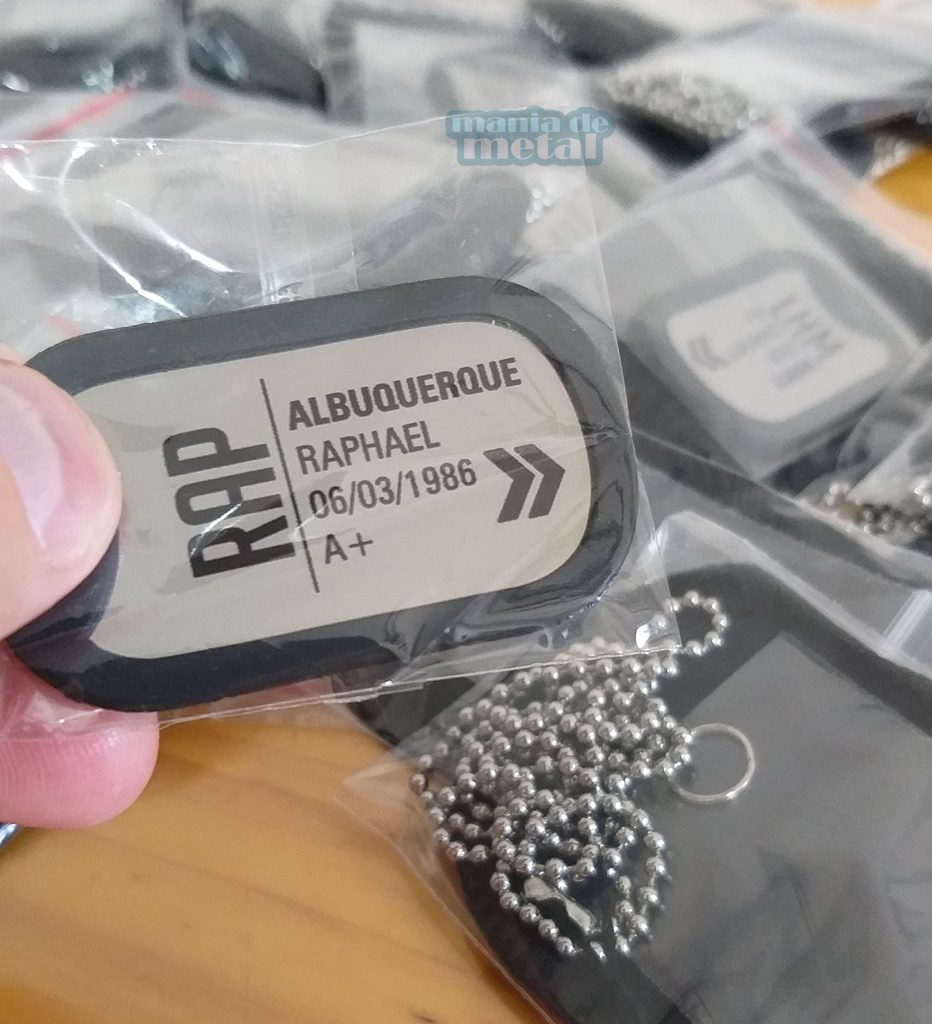 mania de
metal
RAP
ALBUQUERQUE
RAPHAEL
06/03/1986
A+